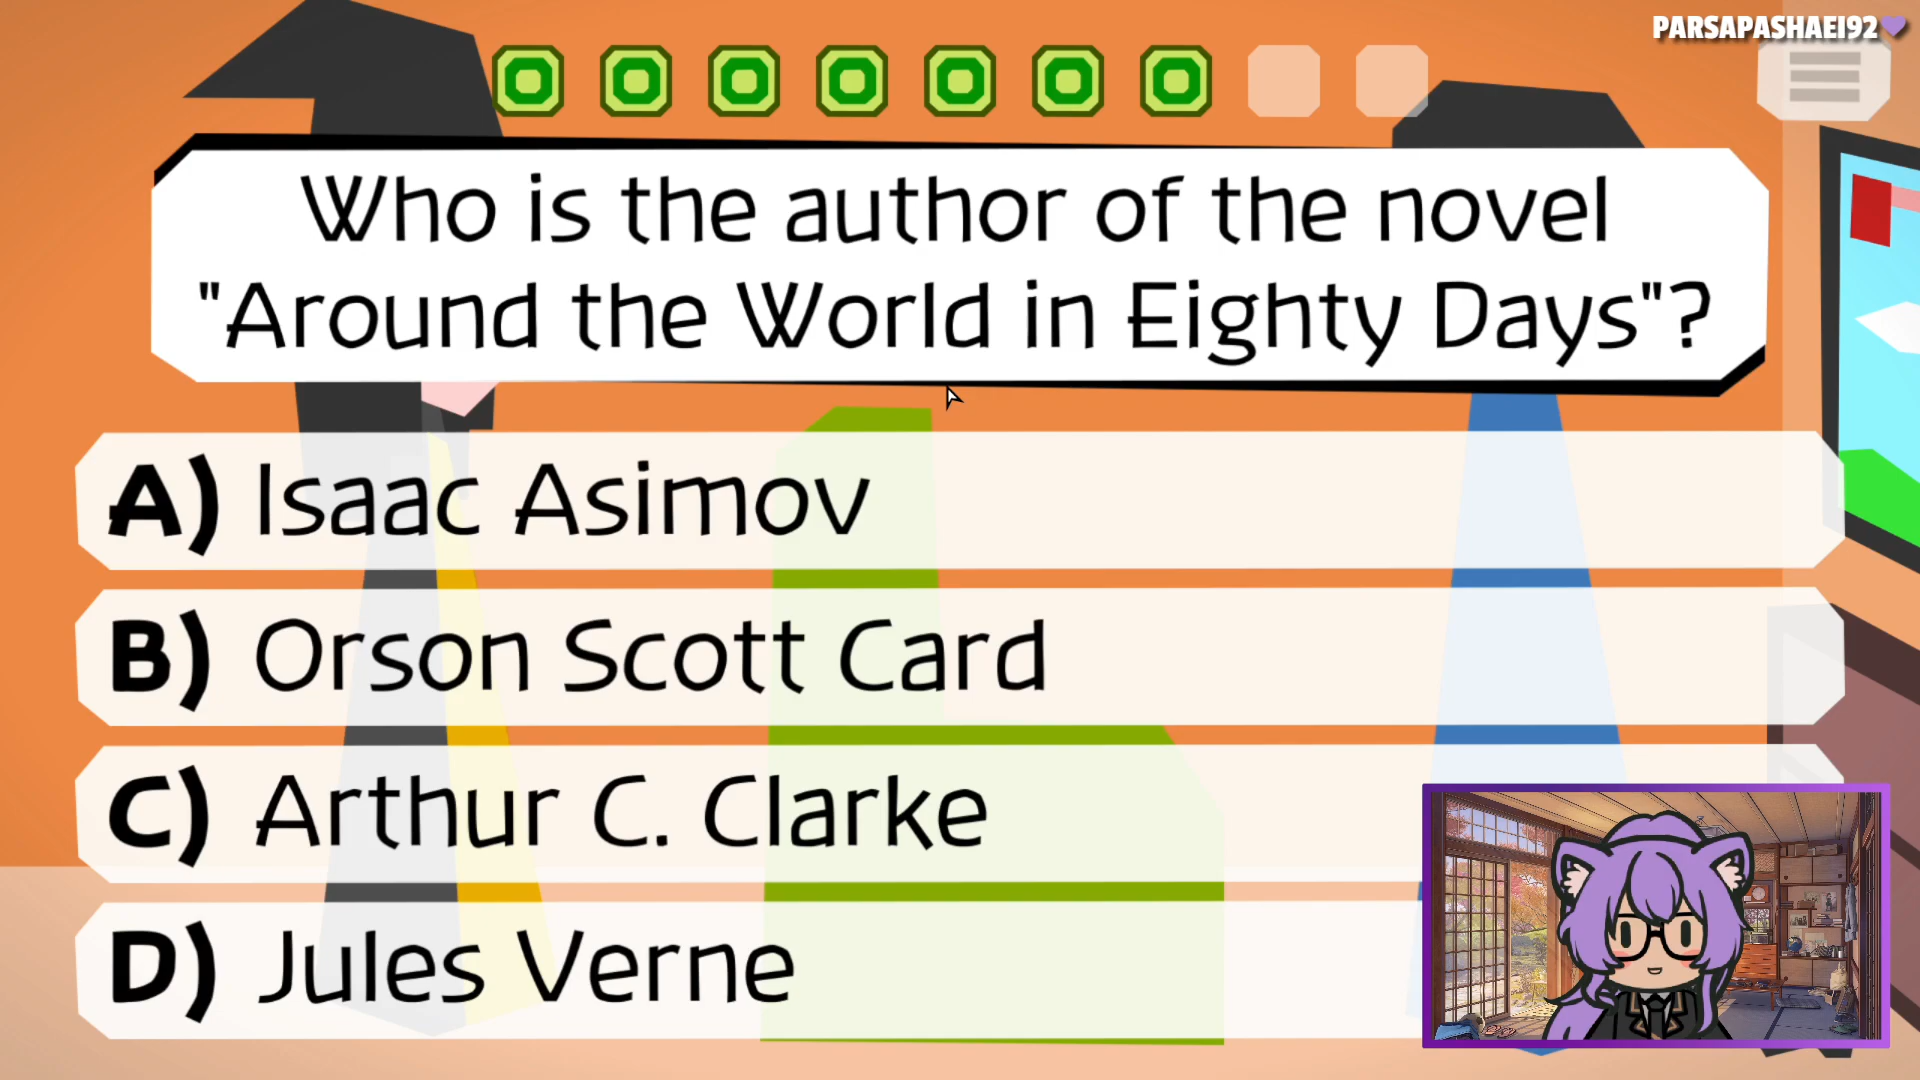 PARSAPASHAEI92
Who is the author of the novel
"Around the World in Eighty Days"?
A) Isaac Asimov
B) Orson Scott Card
C) Arthur C. Clarke
D) Jules Verne